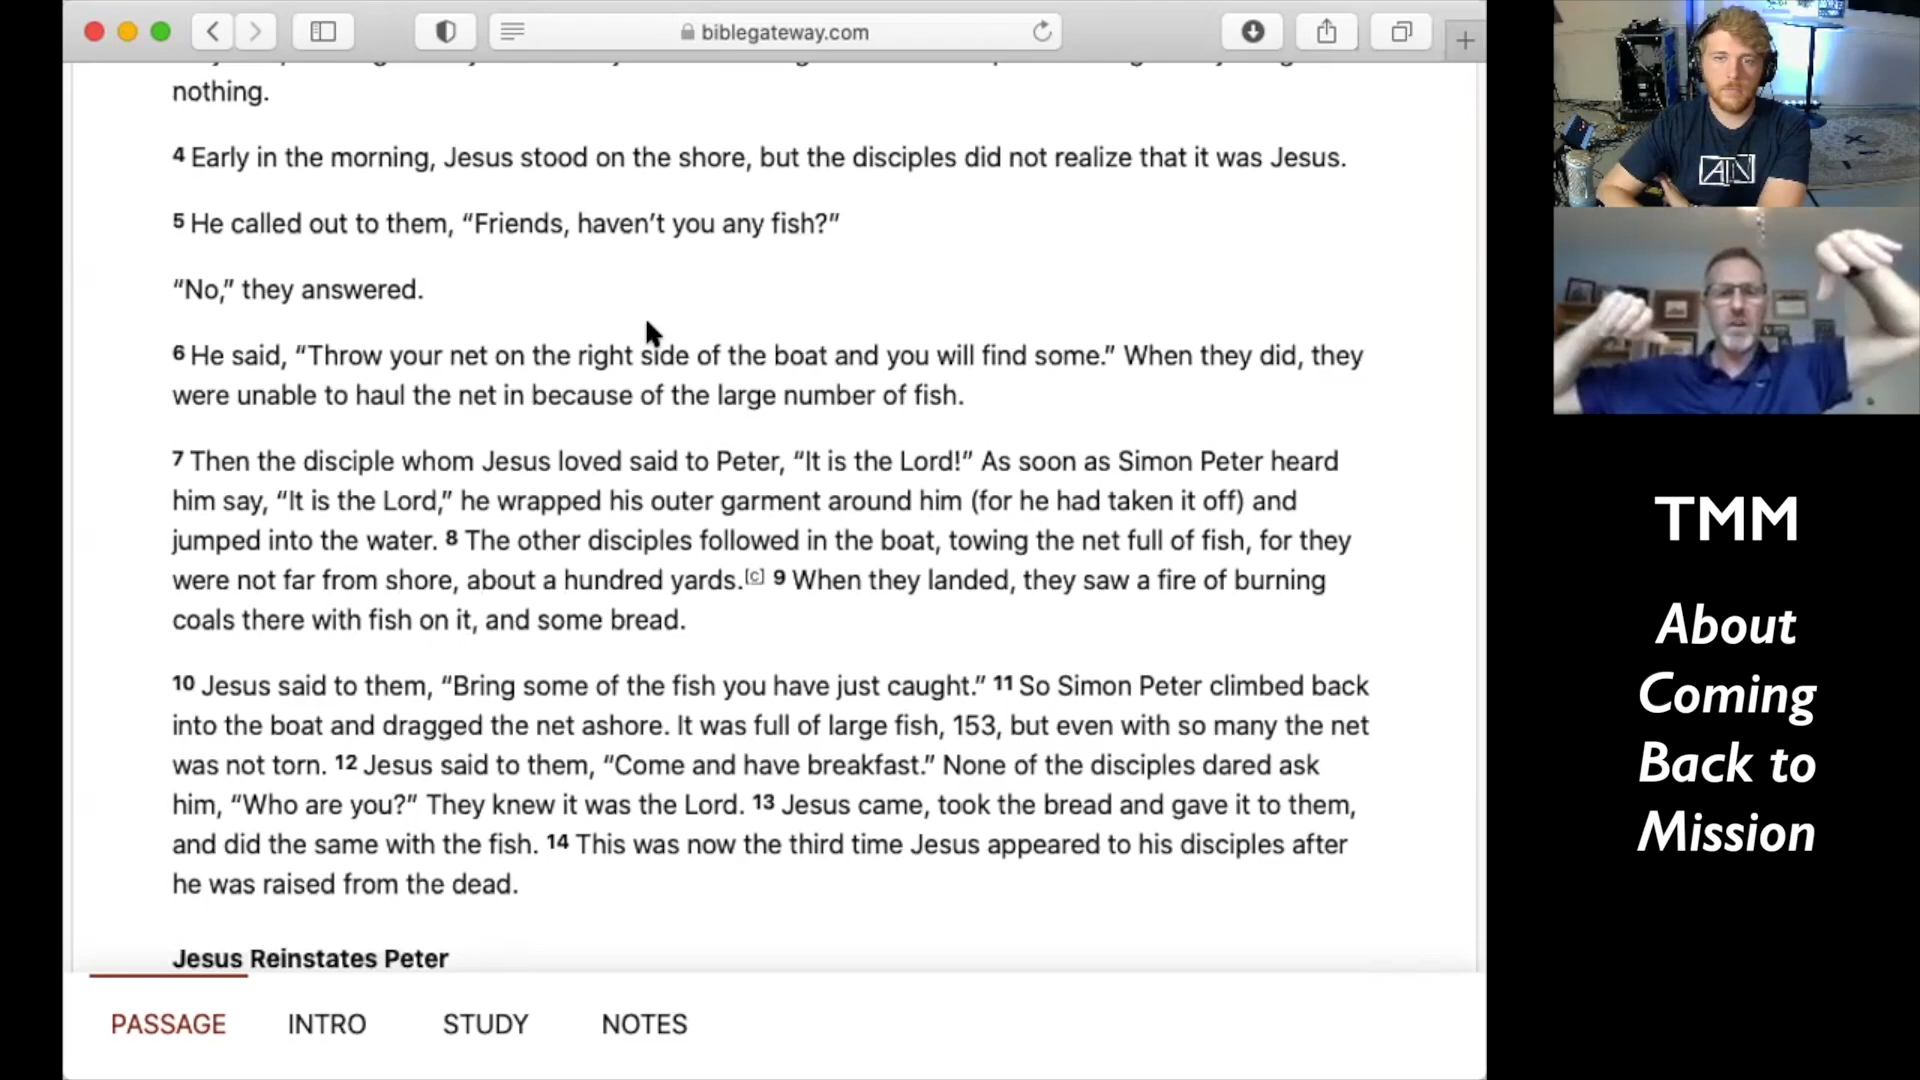 biblegateway.com
nothing.
4 Early in the morning, Jesus stood on the shore, but the disciples did not realize that it was Jesus.
5 He called out to them, “Friends, haven’t you any fish?”
“No,” they answered.
6 He said, “Throw your net on the right side of the boat and you will find some.” When they did, they
were unable to haul the net in because of the large number of fish.
7 Then the disciple whom Jesus loved said to Peter, “It is the Lord!” As soon as Simon Peter heard
him say, “It is the Lord,” he wrapped his outer garment around him (for he had taken it off) and
jumped into the water. 8 The other disciples followed in the boat, towing the net full of fish, for they
were not far from shore, about a hundred yards.[c] 9 When they landed, they saw a fire of burning
coals there with fish on it, and some bread.
10 Jesus said to them, “Bring some of the fish you have just caught.” 11 So Simon Peter climbed back
into the boat and dragged the net ashore. It was full of large fish, 153, but even with so many the net
was not torn. 12 Jesus said to them, “Come and have breakfast.” None of the disciples dared ask
him, “Who are you?” They knew it was the Lord. 13 Jesus came, took the bread and gave it to them,
and did the same with the fish. 14 This was now the third time Jesus appeared to his disciples after
he was raised from the dead.
Jesus Reinstates Peter
PASSAGE INTRO STUDY NOTES
TMM
About
Coming
Back to
Mission